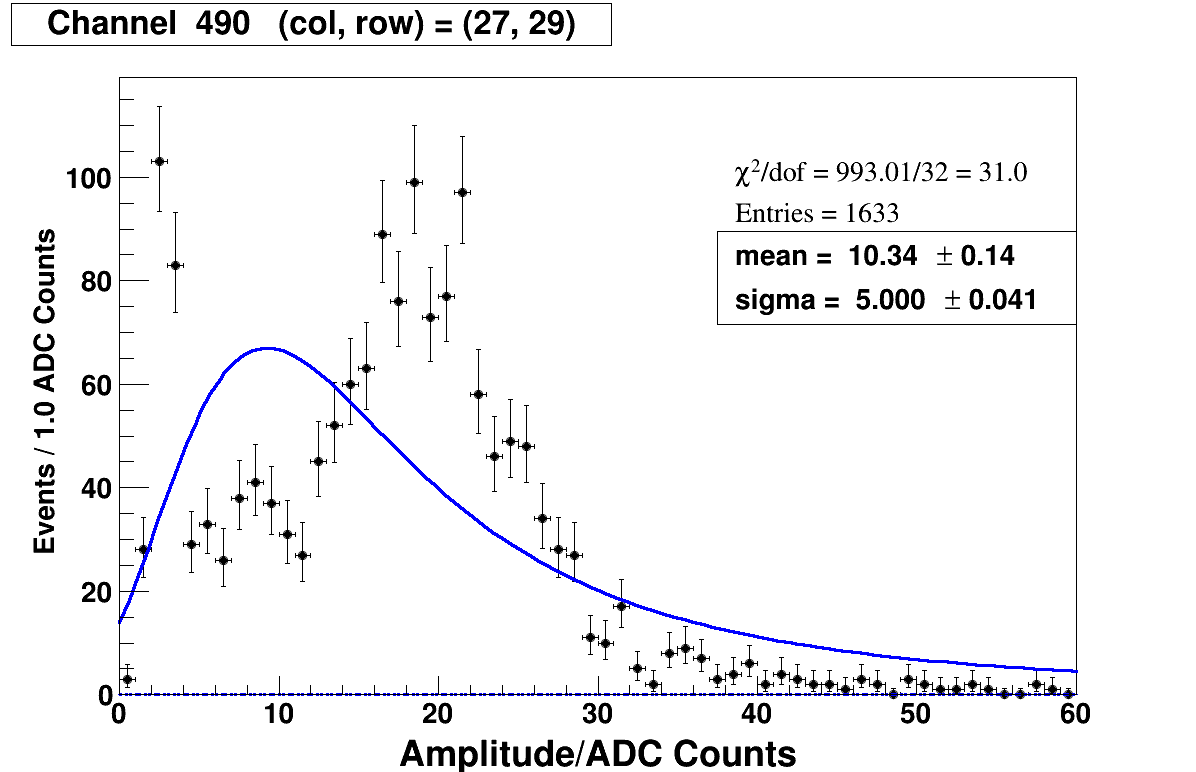 Channel 490 (col, row) = (27, 29)
χ²/dof = 993.01/32 = 31.0
Entries = 1633
mean = 10.34 ± 0.14
sigma = 5.000 ± 0.041
Events / 1.0 ADC Counts
100
80
60
40
20
0
0 10 20 30 40 50 60
Amplitude/ADC Counts